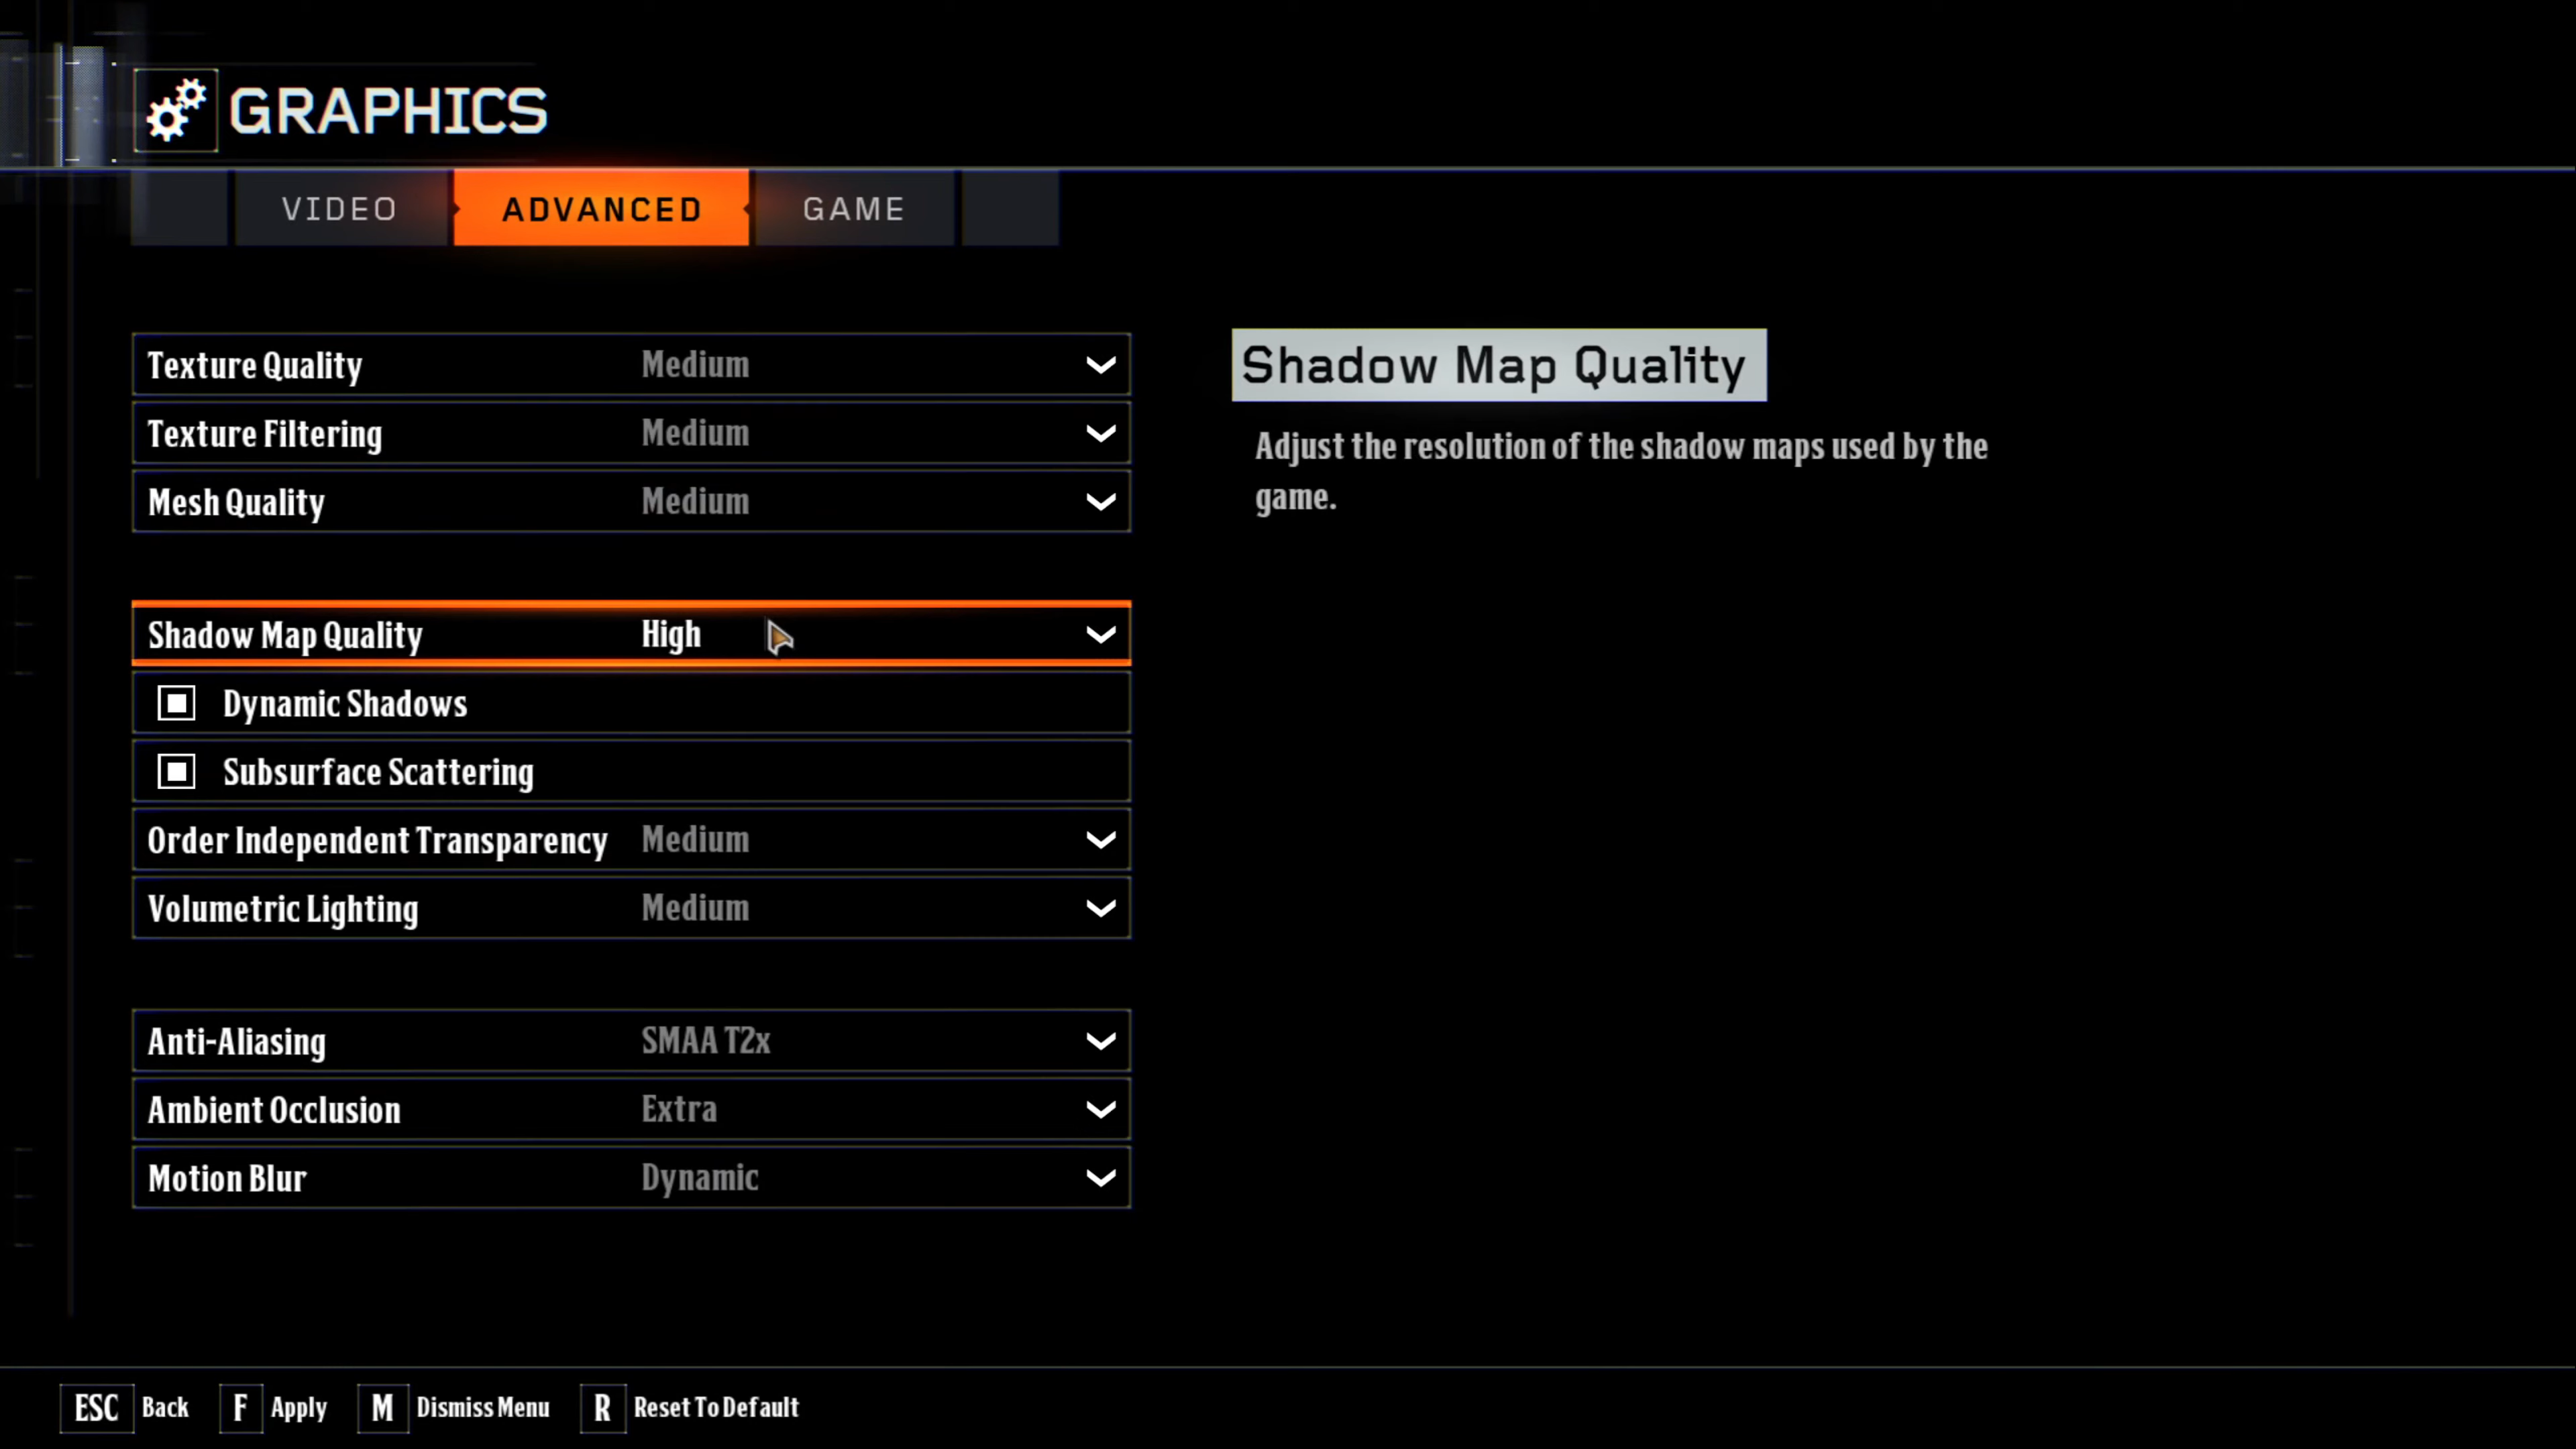 GRAPHICS
VIDEO ADVANCED GAME
Texture Quality Medium
Texture Filtering Medium
Mesh Quality Medium
Shadow Map Quality High
Dynamic Shadows
Subsurface Scattering
Order Independent Transparency Medium
Volumetric Lighting Medium
Anti-Aliasing SMAA T2x
Ambient Occlusion Extra
Motion Blur Dynamic
Shadow Map Quality
Adjust the resolution of the shadow maps used by the
game.
ESC Back F Apply M Dismiss Menu R Reset To Default